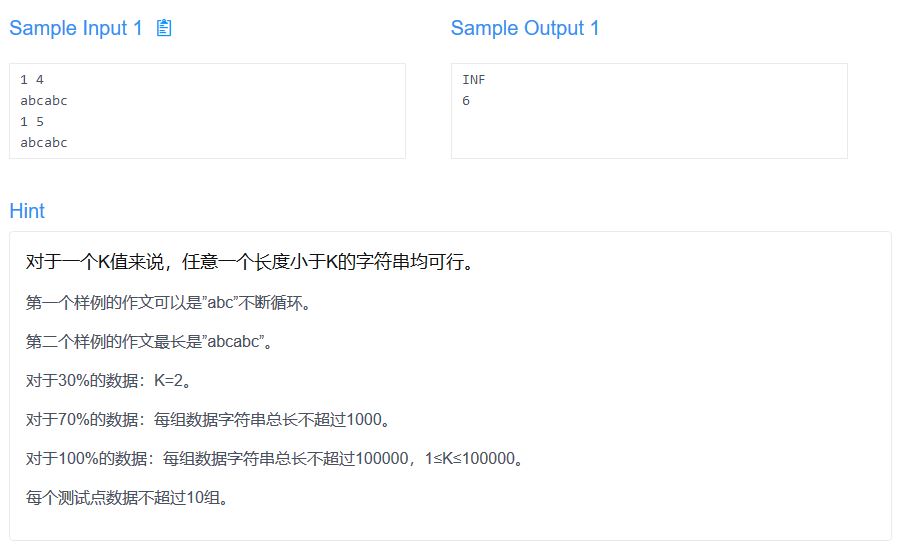 Sample Input 1
Sample Output 1
1 4
abcabc
1 5
abcabc
INF
6
Hint
对于一个K值来说，任意一个长度小于K的字符串均可行。
第一个样例的作文可以是”abc”不断循环。
第二个样例的作文最长是”abcabc”。
对于30%的数据：K=2。
对于70%的数据：每组数据字符串总长不超过1000。
对于100%的数据：每组数据字符串总长不超过100000，1≤K≤100000。
每个测试点数据不超过10组。